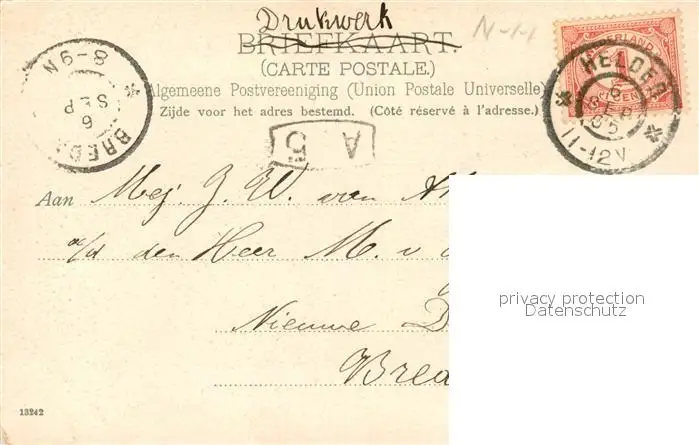 Drukwerk
N-1-1
BRIEFKAART
(CARTE POSTALE.)
Algemeene Postvereeniging (Union Postale Universelle)
Zijde voor het adres bestemd. (Côté réservé à l'adresse.)
8-9N
6
SEP
BREDA
NEDERLAND
1
CENT
HELDER
6
SEP
05
11-12V
A
5
Aan Mej. J. W. van
a/d den Heer M. v d
Nieuwe
Bred
privacy protection
Datenschutz
13242